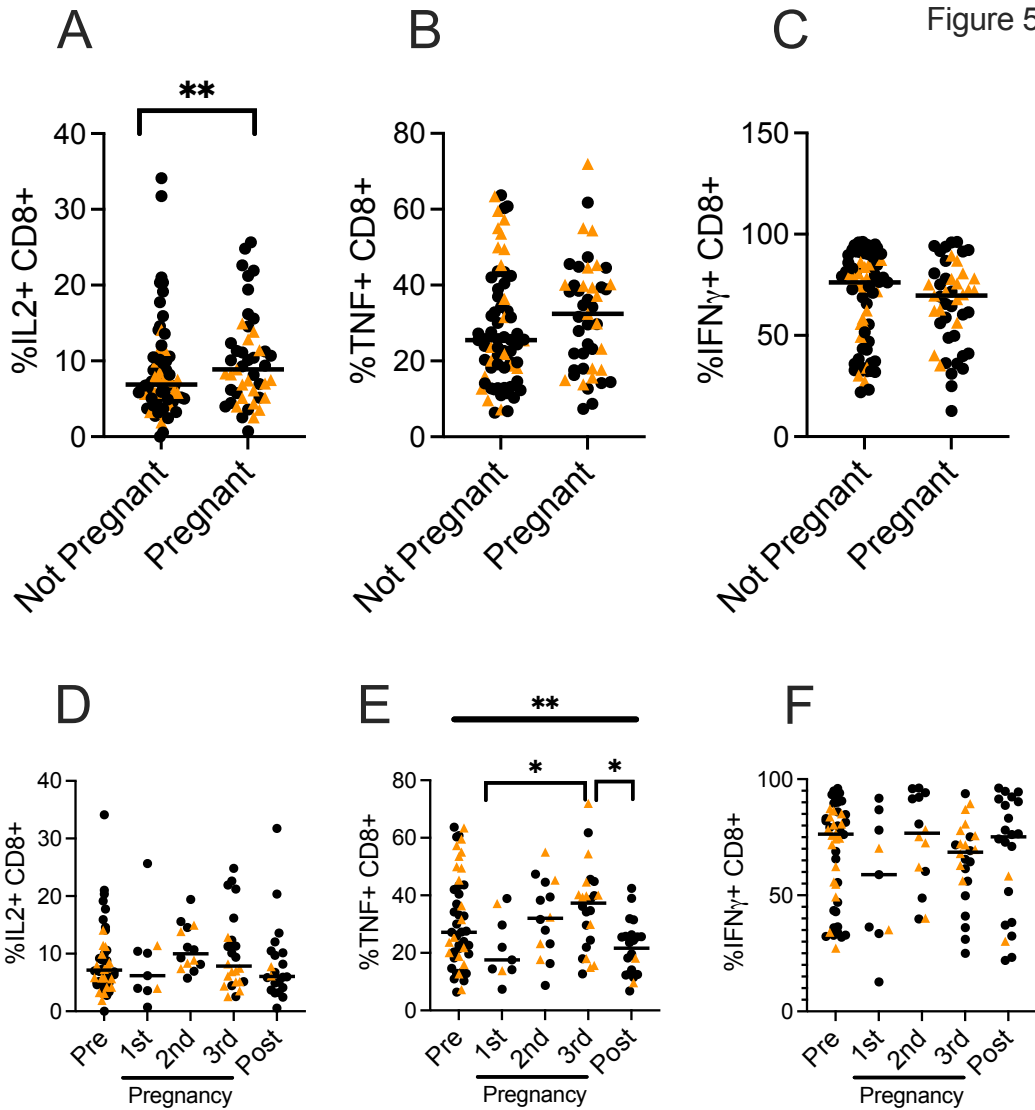 Figure 5
A
**
%IL2+ CD8+
40
30
20
10
0
Not Pregnant
Pregnant
B
%TNF+ CD8+
80
60
40
20
0
Not Pregnant
Pregnant
C
%IFNγ+ CD8+
150
100
50
0
Not Pregnant
Pregnant
D
%IL2+ CD8+
40
30
20
10
0
Pre
1st
2nd
3rd
Post
Pregnancy
E
**
*
*
%TNF+ CD8+
80
60
40
20
0
Pre
1st
2nd
3rd
Post
Pregnancy
F
%IFNγ+ CD8+
100
50
0
Pre
1st
2nd
3rd
Post
Pregnancy